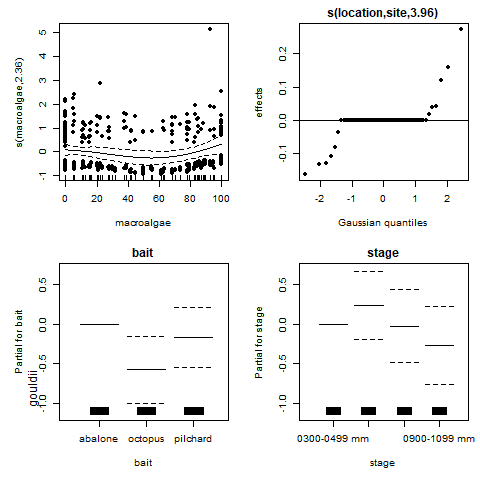 s(location,site,3.96)
s(macroalgae,2.36)
-1 0 1 2 3 4 5
0 20 40 60 80 100
macroalgae
effects
-0.1 0.0 0.1 0.2
-2 -1 0 1 2
Gaussian quantiles
bait
Partial for bait
gouldii
-1.0 -0.5 0.0 0.5
abalone octopus pilchard
bait
stage
Partial for stage
-1.0 -0.5 0.0 0.5
0300-0499 mm 0900-1099 mm
stage